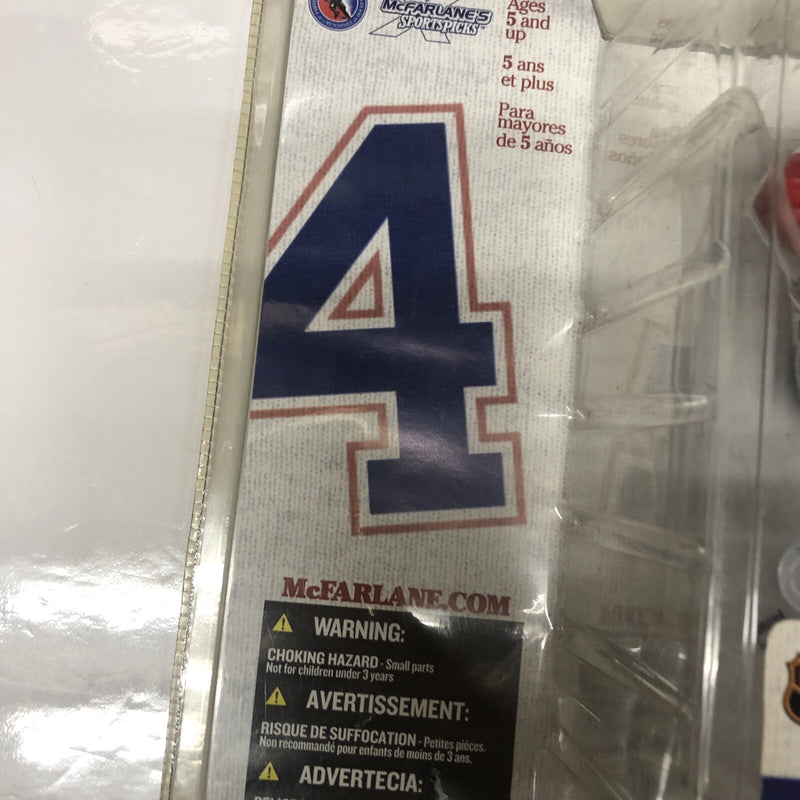 McFARLANE'S
SPORTSPICKS
Ages
5 and
up
5 ans
et plus
Para
mayores
de 5 años
4
McFARLANE.COM
WARNING:
CHOKING HAZARD - Small parts
Not for children under 3 years
AVERTISSEMENT:
RISQUE DE SUFFOCATION - Petites piéces.
Non recommandé pour enfants de moins de 3 ans.
ADVERTECIA: